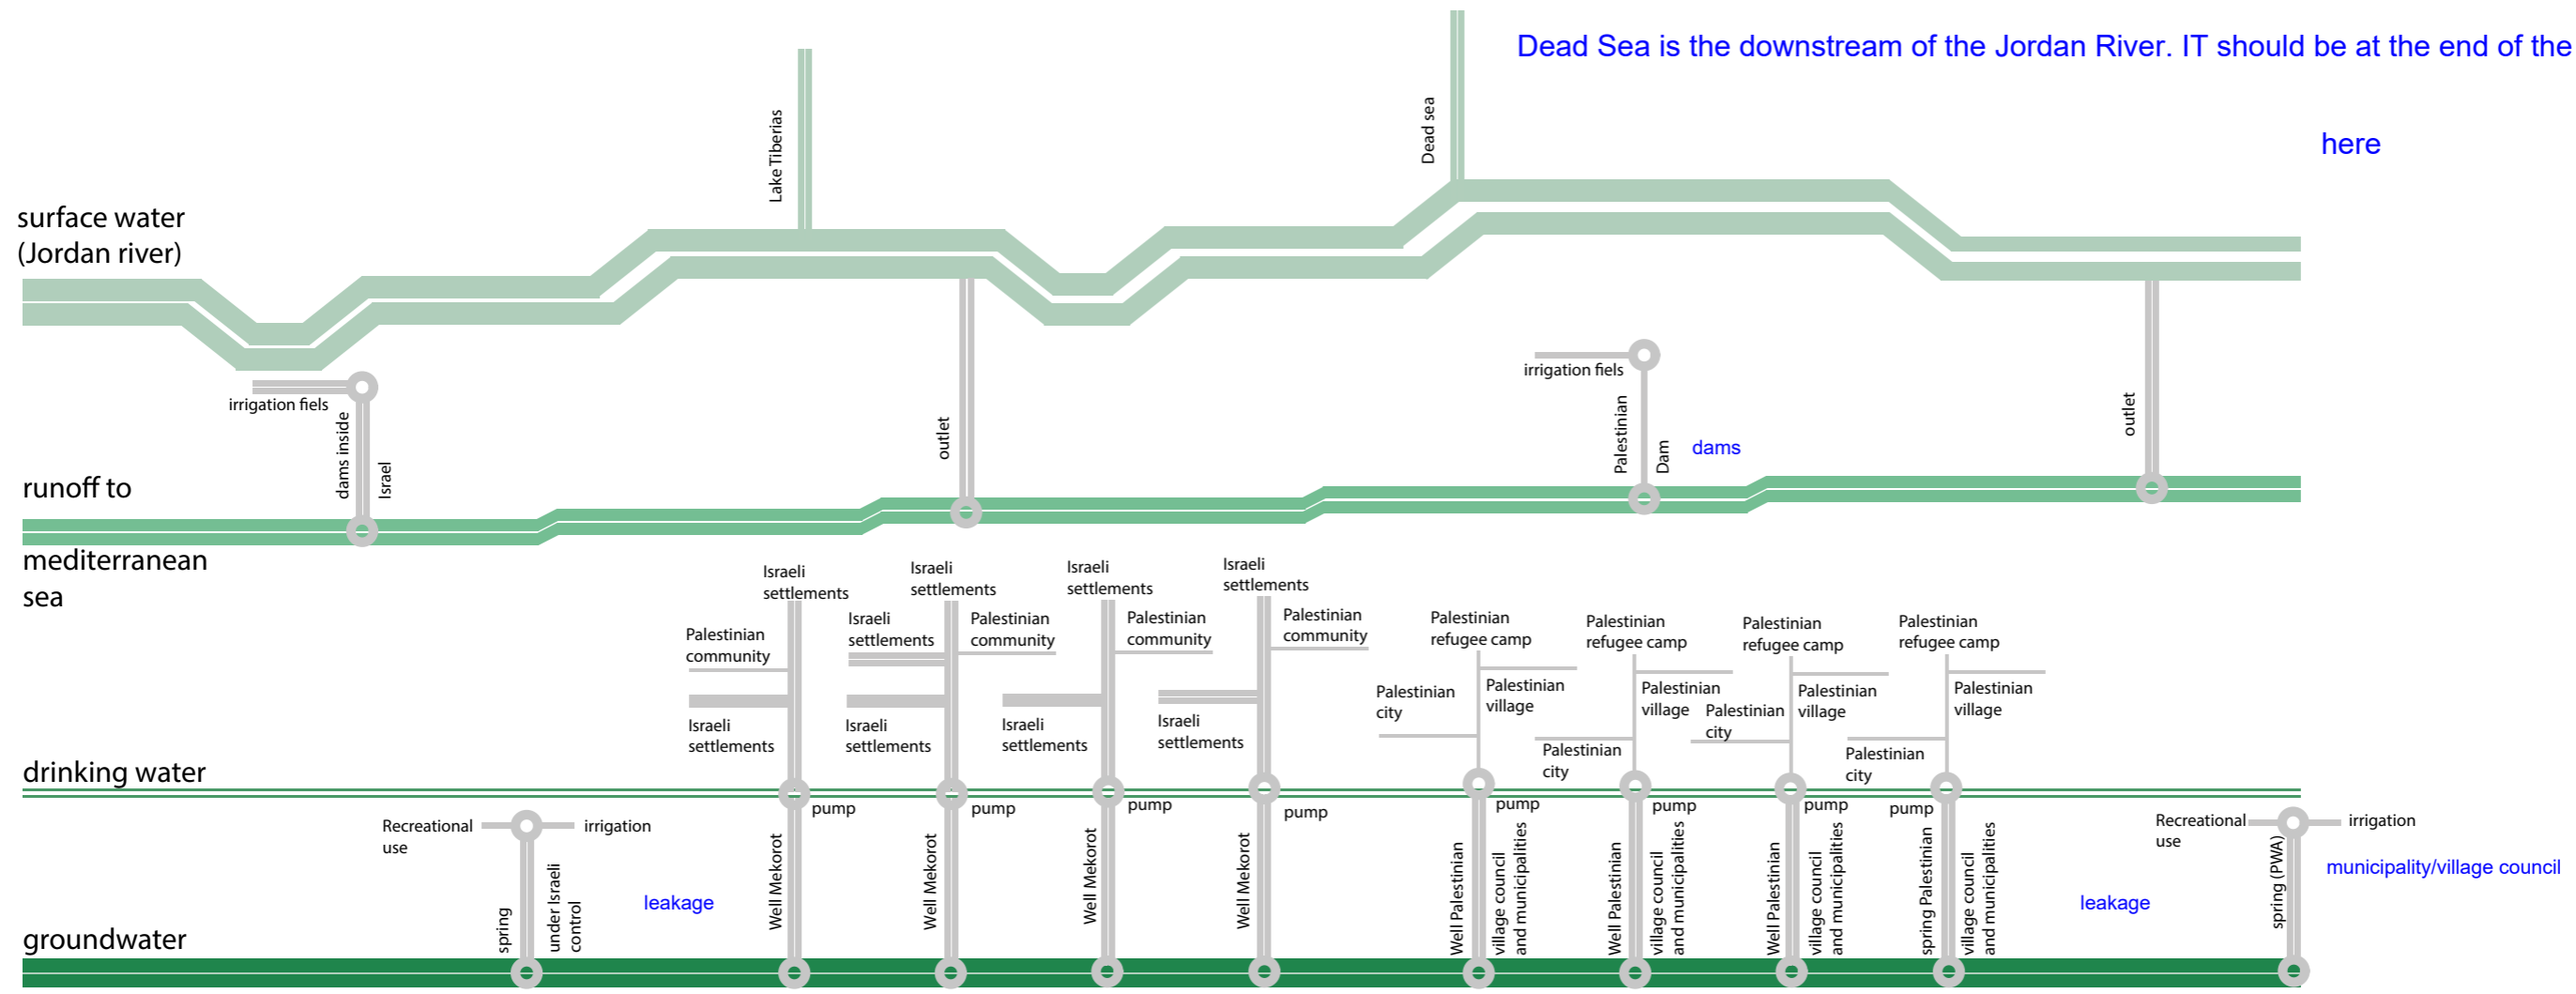 Dead Sea is the downstream of the Jordan River. IT should be at the end of the
here
Lake Tiberias
Dead sea
surface water
(Jordan river)
irrigation fiels
dams inside
Israel
outlet
irrigation fiels
Palestinian
Dam
dams
outlet
runoff to
mediterranean
sea
Israeli
settlements
Israeli
settlements
Israeli
settlements
Israeli
settlements
Palestinian
community
Israeli
settlements
Palestinian
community
Palestinian
community
Palestinian
community
Palestinian
refugee camp
Palestinian
refugee camp
Palestinian
refugee camp
Palestinian
refugee camp
Israeli
settlements
Israeli
settlements
Israeli
settlements
Israeli
settlements
Palestinian
city
Palestinian
village
Palestinian
city
Palestinian
village
Palestinian
city
Palestinian
village
Palestinian
city
Palestinian
village
drinking water
pump
pump
pump
pump
pump
pump
pump
pump
Recreational
use
irrigation
spring
under Israeli
control
leakage
Well Mekorot
Well Mekorot
Well Mekorot
Well Mekorot
Well Palestinian
village council
and municipalities
Well Palestinian
village council
and municipalities
Well Palestinian
village council
and municipalities
spring Palestinian
village council
and municipalities
leakage
Recreational
use
irrigation
spring (PWA)
municipality/village council
groundwater